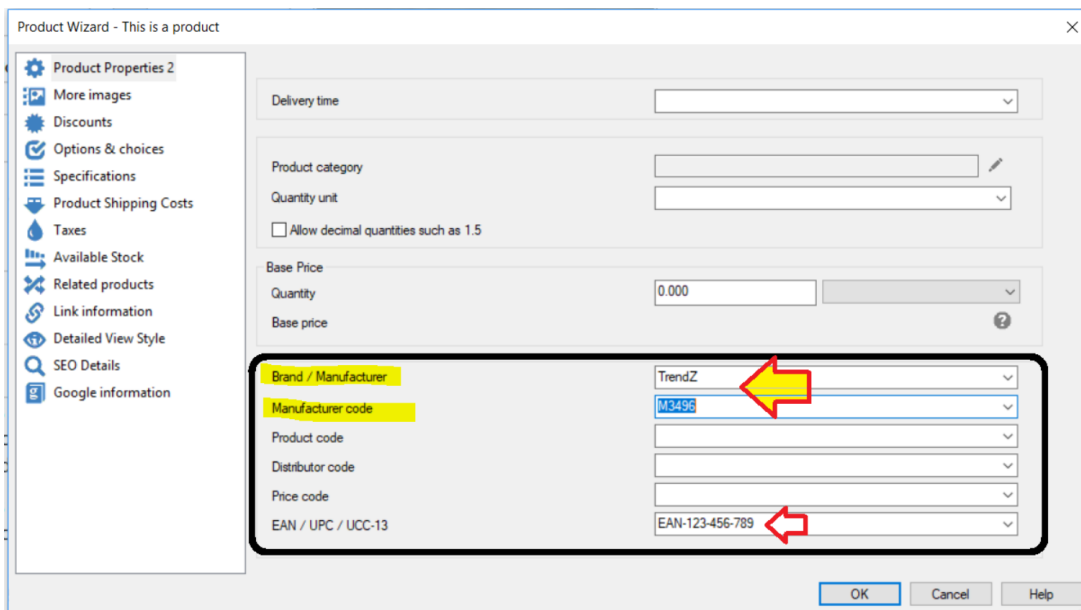 Product Wizard - This is a product
Product Properties 2
More images
Discounts
Options & choices
Specifications
Product Shipping Costs
Taxes
Available Stock
Related products
Link information
Detailed View Style
SEO Details
Google information
Delivery time
Product category
Quantity unit
Allow decimal quantities such as 1.5
Base Price
Quantity 0.000
Base price
Brand / Manufacturer TrendZ
Manufacturer code M3496
Product code
Distributor code
Price code
EAN / UPC / UCC-13 EAN-123-456-789
OK Cancel Help